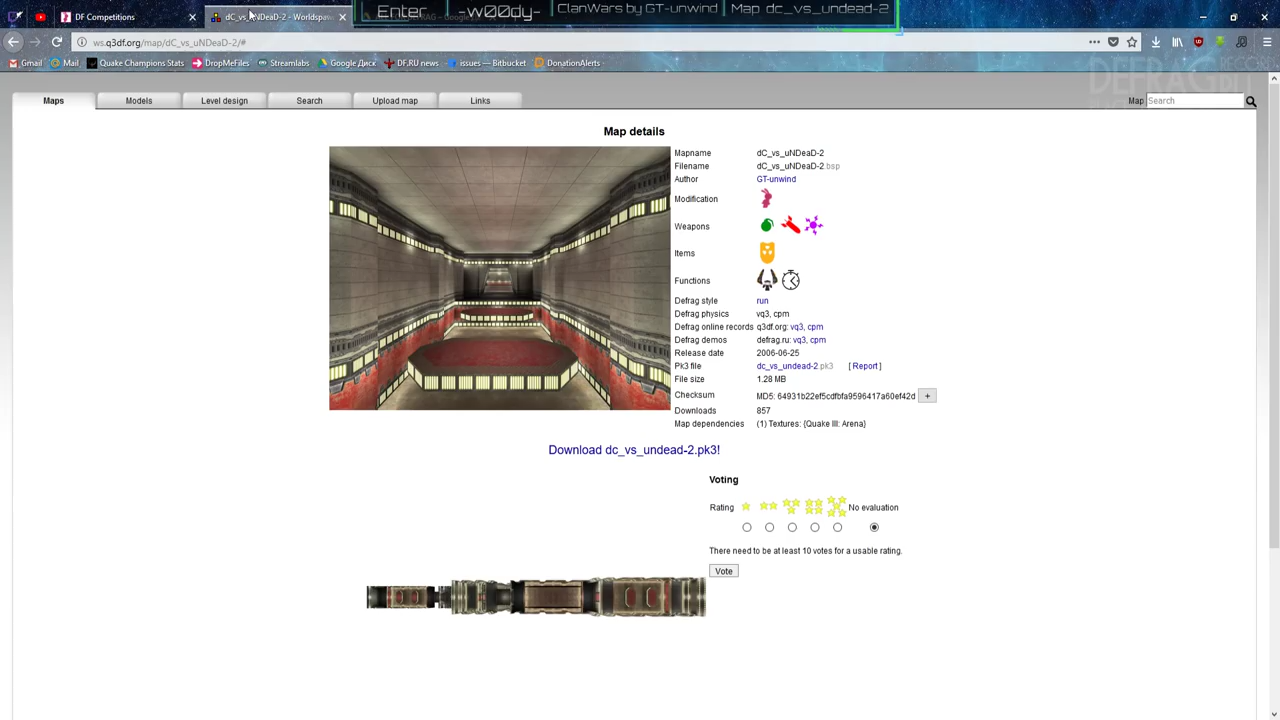 Enter -w00dy- ClanWars by GT-unwind Map dc_vs_undead-2
DF Competitions
dC_vs_uNDeaD-2 - Worldspaw
ws.q3df.org/map/dC_vs_uNDeaD-2/#
Gmail Mail Quake Champions Stats DropMeFiles Streamlabs Google Диск DF.RU news issues — Bitbucket DonationAlerts
Maps Models Level design Search Upload map Links Map Search
Map details
Mapname dC_vs_uNDeaD-2
Filename dC_vs_uNDeaD-2.bsp
Author GT-unwind
Modification
Weapons
Items
Functions
Defrag style run
Defrag physics vq3, cpm
Defrag online records q3df.org: vq3, cpm
Defrag demos defrag.ru: vq3, cpm
Release date 2006-06-25
Pk3 file dc_vs_undead-2.pk3 [ Report ]
File size 1.28 MB
Checksum MD5: 64931b22ef5cdfbfa9596417a60ef42d +
Downloads 857
Map dependencies (1) Textures: {Quake III: Arena}
Download dc_vs_undead-2.pk3!
Voting
Rating No evaluation
There need to be at least 10 votes for a usable rating.
Vote